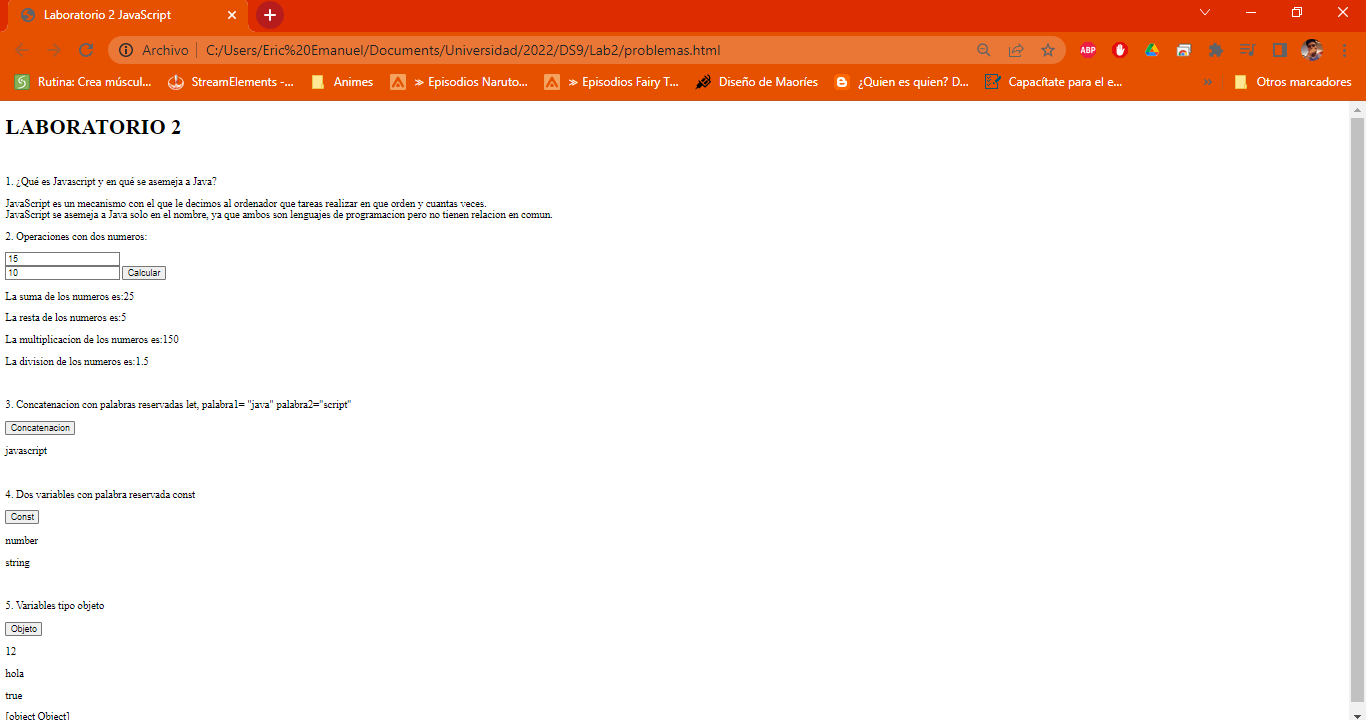 Laboratorio 2 JavaScript
Archivo C:/Users/Eric%20Emanuel/Documents/Universidad/2022/DS9/Lab2/problemas.html
ABP
Rutina: Crea múscul... StreamElements -... Animes ≫ Episodios Naruto... ≫ Episodios Fairy T... Diseño de Maoríes ¿Quien es quien? D... Capacítate para el e... » Otros marcadores
LABORATORIO 2
1. ¿Qué es Javascript y en qué se asemeja a Java?
JavaScript es un mecanismo con el que le decimos al ordenador que tareas realizar en que orden y cuantas veces.
JavaScript se asemeja a Java solo en el nombre, ya que ambos son lenguajes de programacion pero no tienen relacion en comun.
2. Operaciones con dos numeros:
15
10 Calcular
La suma de los numeros es:25
La resta de los numeros es:5
La multiplicacion de los numeros es:150
La division de los numeros es:1.5
3. Concatenacion con palabras reservadas let, palabra1= "java" palabra2="script"
Concatenacion
javascript
4. Dos variables con palabra reservada const
Const
number
string
5. Variables tipo objeto
Objeto
12
hola
true
[object Object]